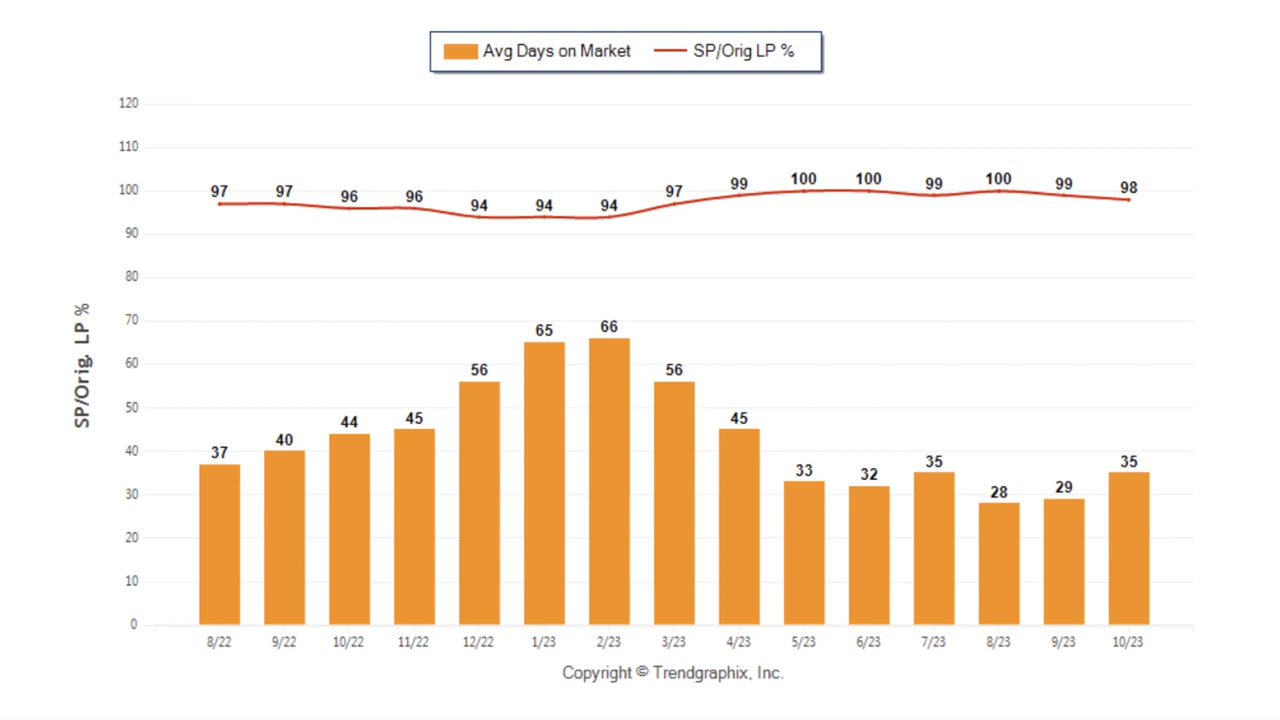 Avg Days on Market SP/Orig LP %
120
110
100
90
80
70
60
50
40
30
20
10
0
SP/Orig. LP %
97 97 96 96 94 94 94 97 99 100 100 99 100 99 98
37 40 44 45 56 65 66 56 45 33 32 35 28 29 35
8/22 9/22 10/22 11/22 12/22 1/23 2/23 3/23 4/23 5/23 6/23 7/23 8/23 9/23 10/23
Copyright © Trendgraphix, Inc.